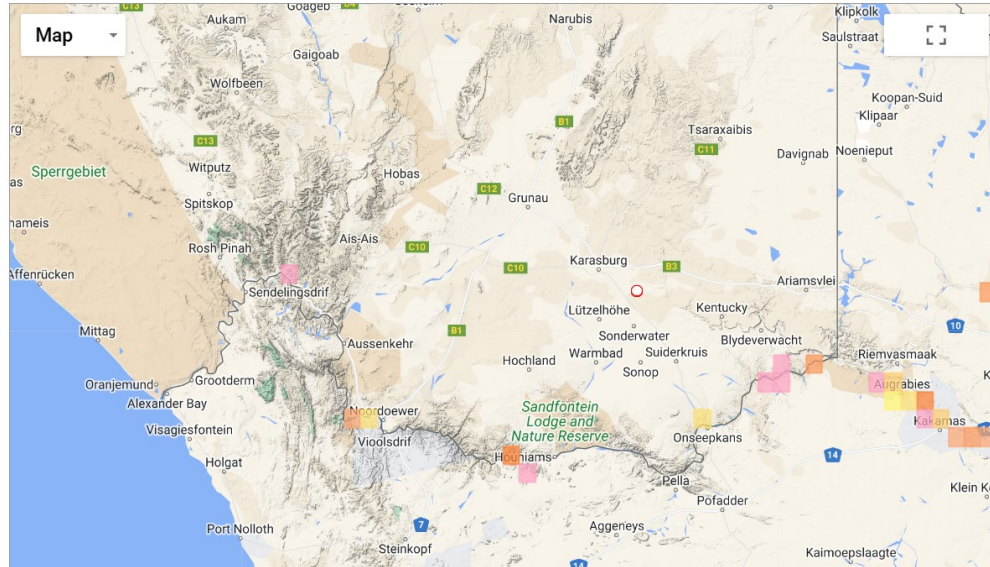 C13
Goageb
Aukam
Narubis
Klipkolk
Map
Saulstraat
Gaigoab
Wolfbeen
Koopan-Suid
Klipaar
B1
Tsaraxaibis
C13
C11
Davignab
Noenieput
Witputz
Sperrgebiet
Hobas
C12
Spitskop
Grunau
Rosh Pinah
Ais-Ais
C10
Karasburg
C10
B3
Affenrücken
Sendelingsdrif
Ariamsvlei
Lützelhöhe
Kentucky
10
Mittag
B1
Sonderwater
Aussenkehr
Blydeverwacht
Warmbad
Suiderkruis
Riemvasmaak
Hochland
Sonop
Oranjemund
Grootderm
Augrabies
Alexander Bay
Noordoewer
Sandfontein
Lodge and
Nature Reserve
Kakamas
Visagiesfontein
Vioolsdrif
Onseepkans
Houniams
14
Holgat
Pella
Pofadder
Port Nolloth
7
Aggeneys
Steinkopf
Kaimoepslaagte
14